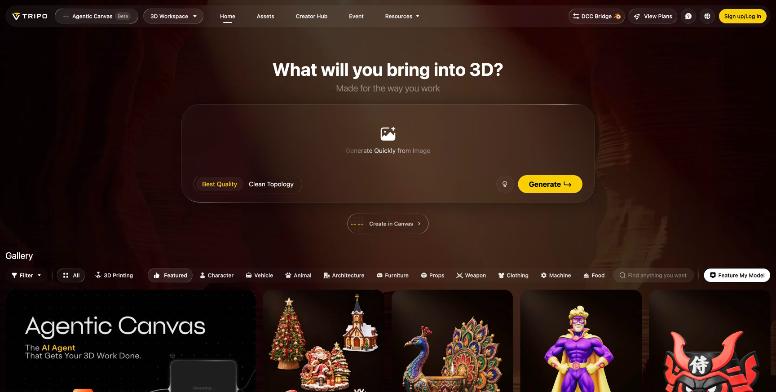 TRIPO
Agentic Canvas Beta
3D Workspace
Home
Assets
Creator Hub
Event
Resources
DCC Bridge
View Plans
Sign up/Log in
What will you bring into 3D?
Made for the way you work
Generate Quickly from Image
Best Quality
Clean Topology
Generate
Create in Canvas
Gallery
Filter
All
3D Printing
Featured
Character
Vehicle
Animal
Architecture
Furniture
Props
Weapon
Clothing
Machine
Food
Find anything you want
Feature My Model
Agentic Canvas
The AI Agent
That Gets Your 3D Work Done.
侍